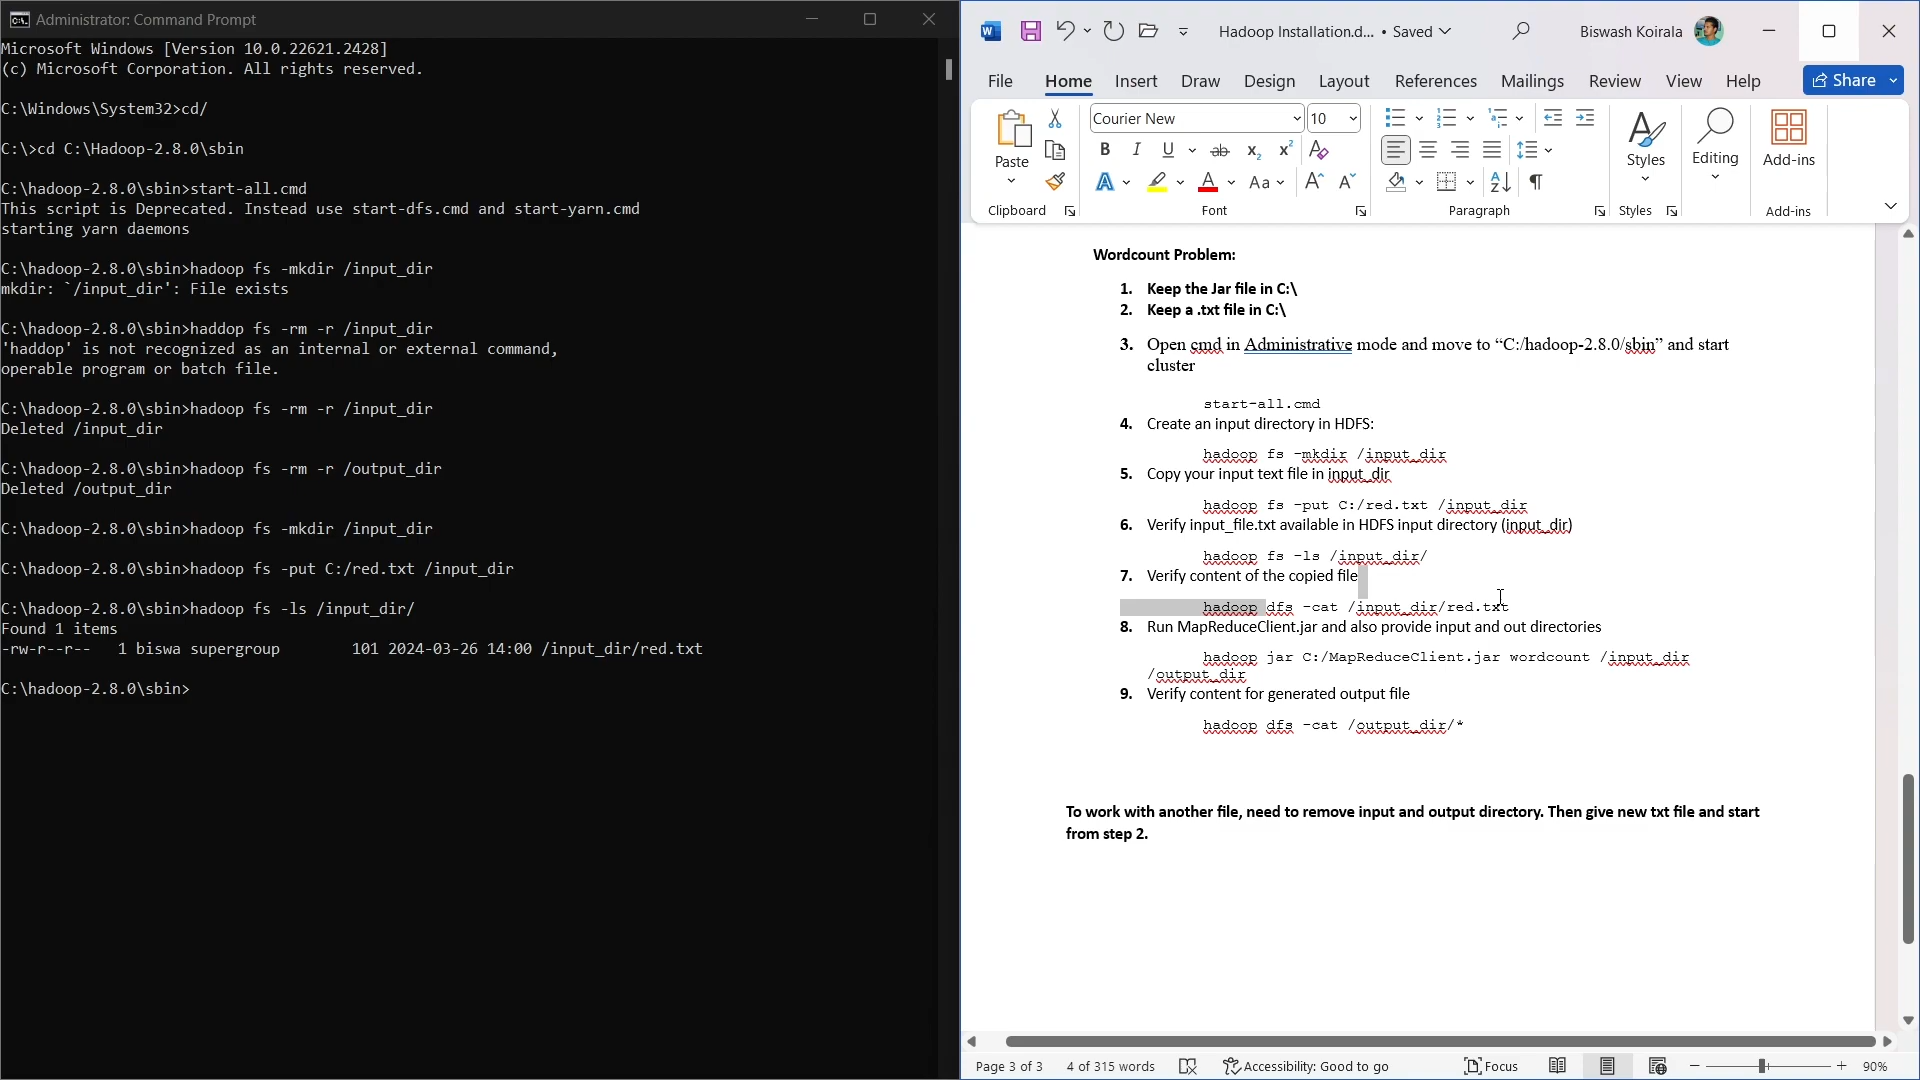 Administrator: Command Prompt
Microsoft Windows [Version 10.0.22621.2428]
(c) Microsoft Corporation. All rights reserved.
C:\Windows\System32>cd/
C:\>cd C:\Hadoop-2.8.0\sbin
C:\hadoop-2.8.0\sbin>start-all.cmd
This script is Deprecated. Instead use start-dfs.cmd and start-yarn.cmd
starting yarn daemons
C:\hadoop-2.8.0\sbin>hadoop fs -mkdir /input_dir
mkdir: `/input_dir': File exists
C:\hadoop-2.8.0\sbin>haddop fs -rm -r /input_dir
'haddop' is not recognized as an internal or external command,
operable program or batch file.
C:\hadoop-2.8.0\sbin>hadoop fs -rm -r /input_dir
Deleted /input_dir
C:\hadoop-2.8.0\sbin>hadoop fs -rm -r /output_dir
Deleted /output_dir
C:\hadoop-2.8.0\sbin>hadoop fs -mkdir /input_dir
C:\hadoop-2.8.0\sbin>hadoop fs -put C:/red.txt /input_dir
C:\hadoop-2.8.0\sbin>hadoop fs -ls /input_dir/
Found 1 items
-rw-r--r--   1 biswa supergroup        101 2024-03-26 14:00 /input_dir/red.txt
C:\hadoop-2.8.0\sbin>
Hadoop Installation.d... • Saved
Biswash Koirala
File Home Insert Draw Design Layout References Mailings Review View Help Share
Courier New 10
Paste
Styles
Editing
Add-ins
Clipboard Font Paragraph Styles Add-ins
Wordcount Problem:
1. Keep the Jar file in C:\
2. Keep a .txt file in C:\
3. Open cmd in Administrative mode and move to “C:/hadoop-2.8.0/sbin” and start
cluster
start-all.cmd
4. Create an input directory in HDFS:
hadoop fs -mkdir /input_dir
5. Copy your input text file in input_dir
hadoop fs -put C:/red.txt /input_dir
6. Verify input_file.txt available in HDFS input directory (input_dir)
hadoop fs -ls /input_dir/
7. Verify content of the copied file
hadoop dfs -cat /input_dir/red.txt
8. Run MapReduceClient.jar and also provide input and out directories
hadoop jar C:/MapReduceClient.jar wordcount /input_dir
/output_dir
9. Verify content for generated output file
hadoop dfs -cat /output_dir/*
To work with another file, need to remove input and output directory. Then give new txt file and start
from step 2.
Page 3 of 3 4 of 315 words Accessibility: Good to go Focus 90%